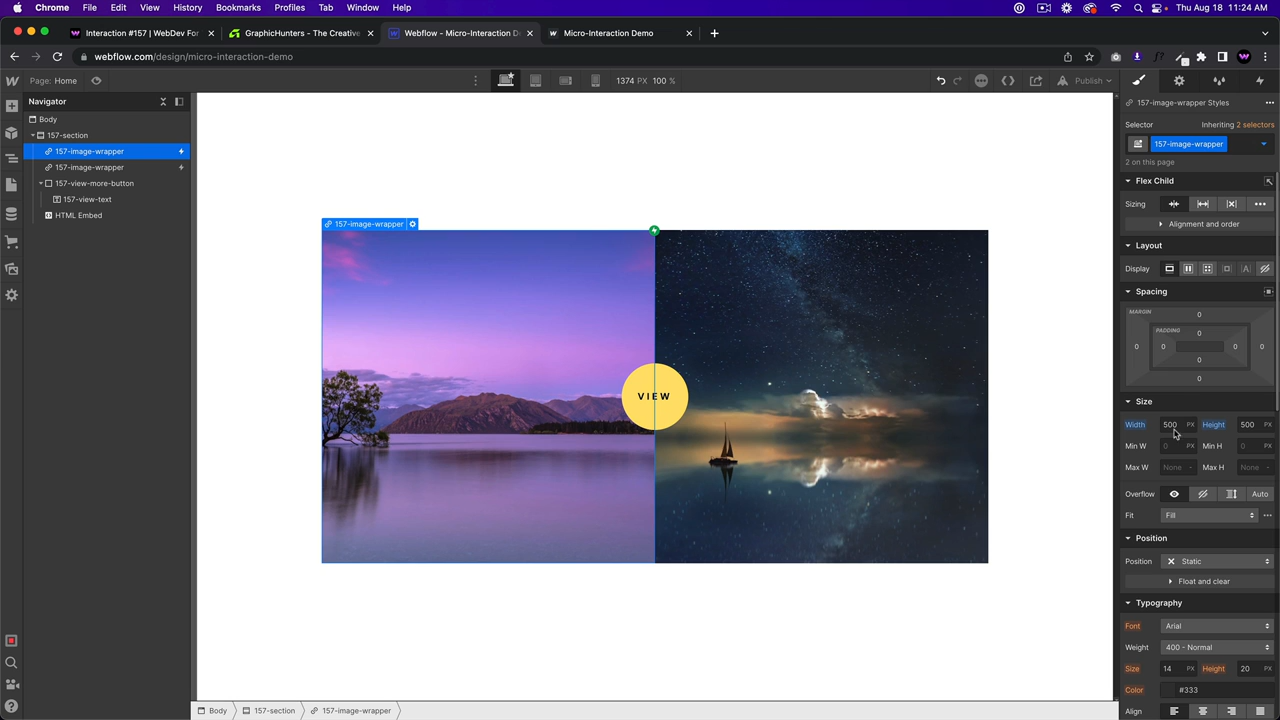 Chrome File Edit View History Bookmarks Profiles Tab Window Help
Thu Aug 18 11:24 AM
Interaction #157 | WebDev For
GraphicHunters - The Creative
Webflow - Micro-Interaction D
Micro-Interaction Demo
webflow.com/design/micro-interaction-demo
Page: Home
1374 PX 100 %
Publish
Navigator
157-image-wrapper Styles
Body
Selector
Inheriting 2 selectors
157-section
157-image-wrapper
157-image-wrapper
2 on this page
157-image-wrapper
157-view-more-button
Flex Child
157-view-text
Sizing
HTML Embed
Alignment and order
157-image-wrapper
Layout
Display
Spacing
MARGIN
0
PADDING
0
0 0 0 0
0
0
VIEW
Size
Width 500 PX Height 500 PX
Min W 0 PX Min H 0 PX
Max W None - Max H None -
Overflow Auto
Fit Fill
Position
Position Static
Float and clear
Typography
Font Arial
Weight 400 - Normal
Size 14 PX Height 20 PX
Color #333
Align
Body 157-section 157-image-wrapper